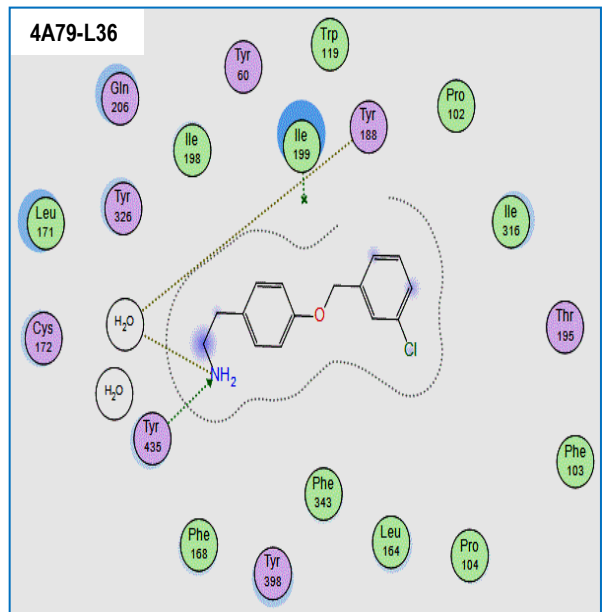 4A79-L36
Trp
119
Tyr
60
Gln
206
Pro
102
Tyr
188
Ile
199
Ile
198
Leu
171
Tyr
326
Ile
316
H₂O
Cys
172
Thr
195
O
Cl
NH₂
H₂O
Tyr
435
Phe
103
Phe
343
Phe
168
Leu
164
Pro
104
Tyr
398